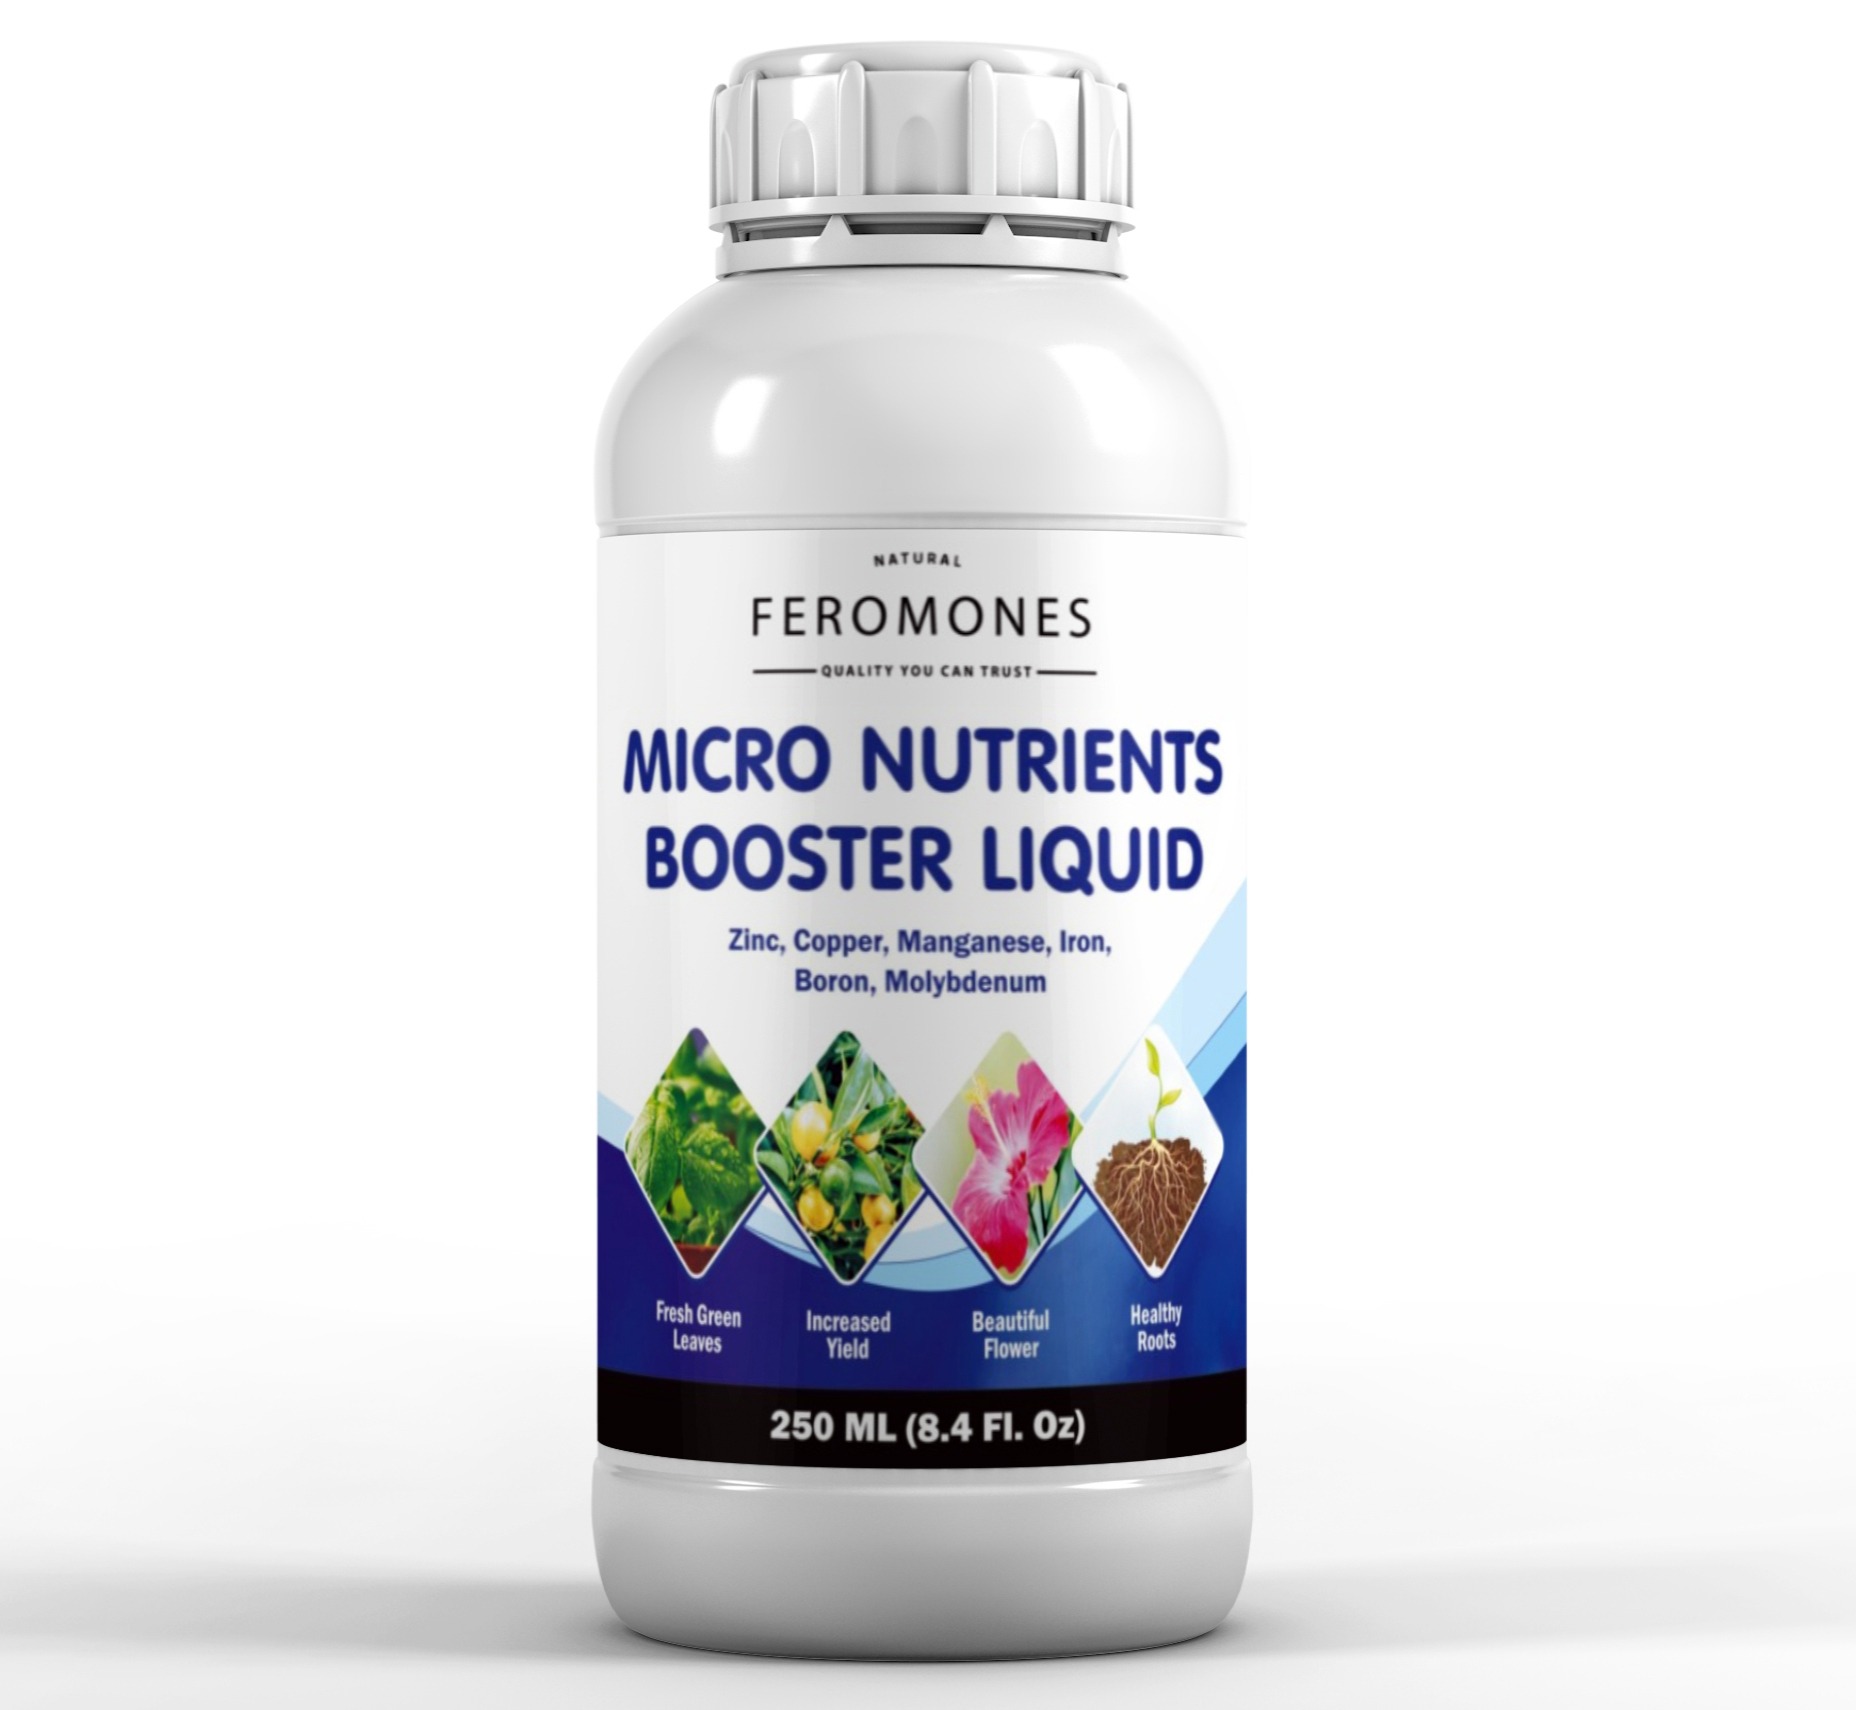 NATURAL
FEROMONES
QUALITY YOU CAN TRUST
MICRO NUTRIENTS
BOOSTER LIQUID
Zinc, Copper, Manganese, Iron,
Boron, Molybdenum
Fresh Green
Leaves
Increased
Yield
Beautiful
Flower
Healthy
Roots
250 ML (8.4 Fl. Oz)